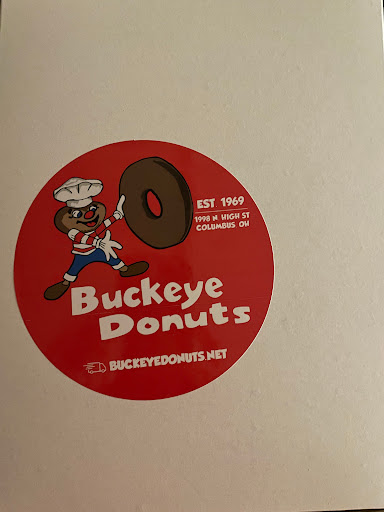 EST. 1969
1998 N HIGH ST
COLUMBUS OH
Buckeye
Donuts
BUCKEYEDONUTS.NET